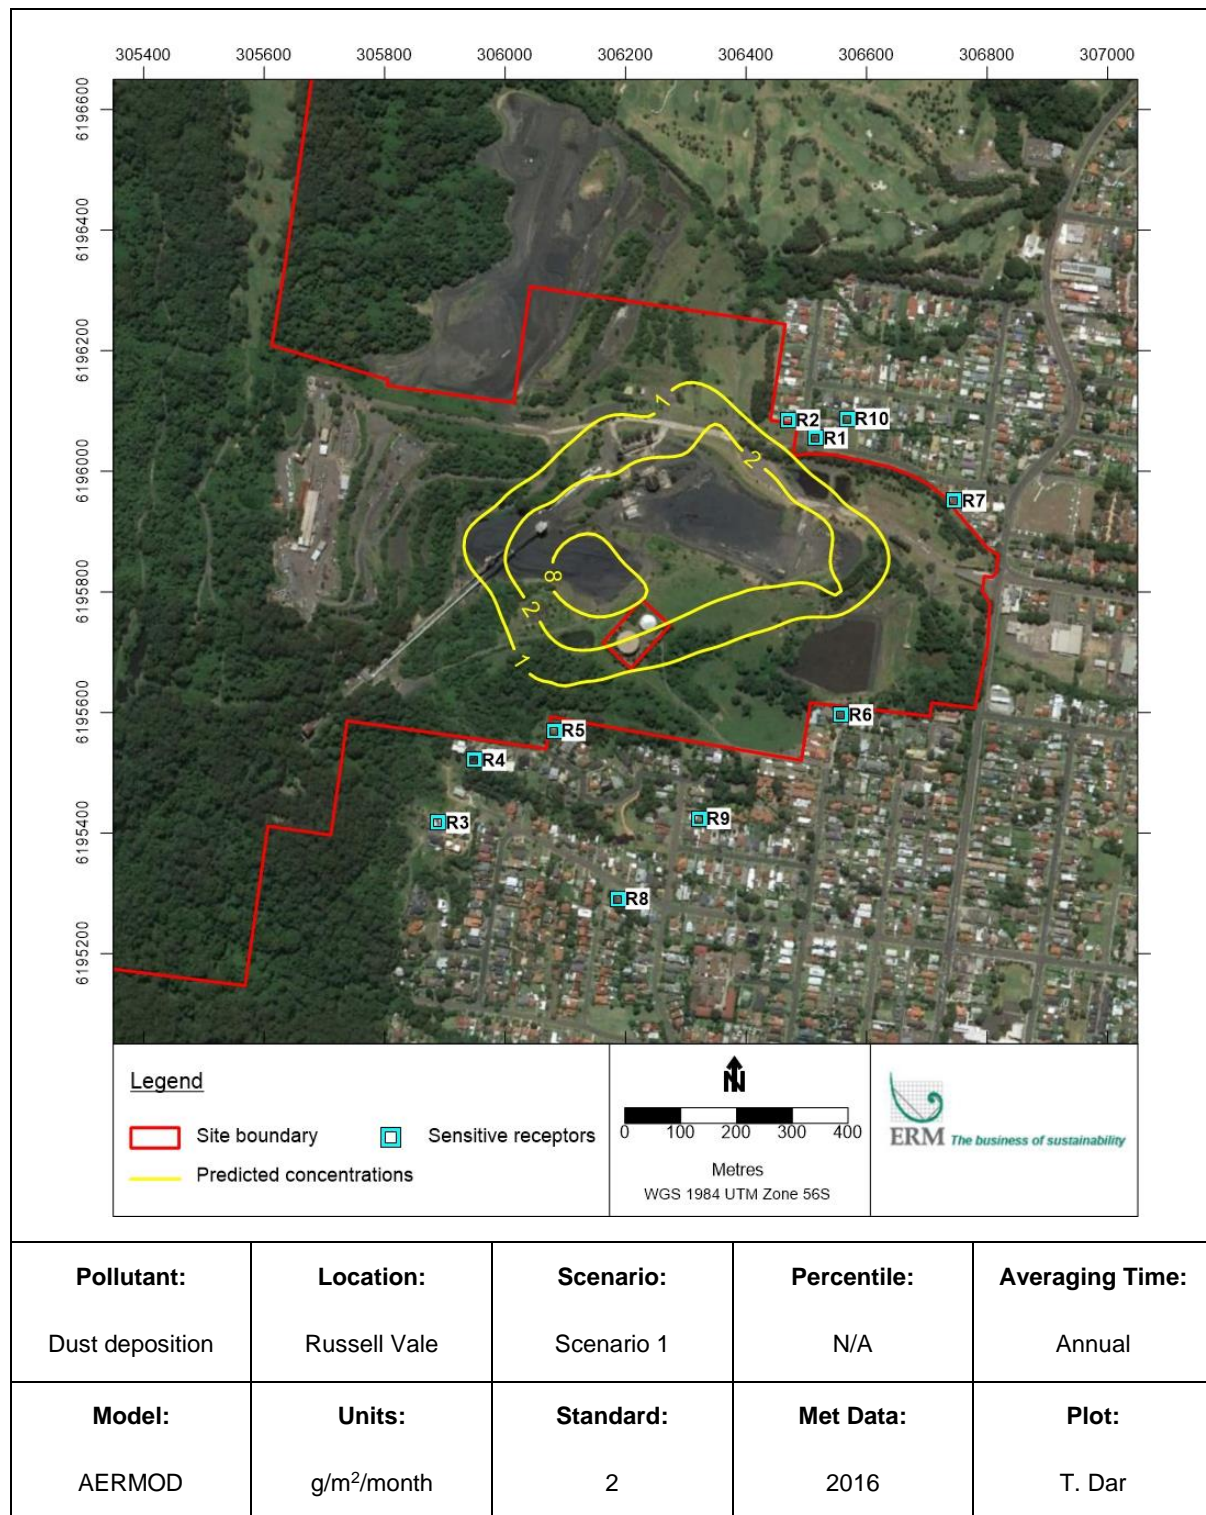 305400 305600 305800 306000 306200 306400 306600 306800 307000
6196600
6196400
6196200
6196000
6195800
6195600
6195400
6195200
1
2
8
2
1
R2
R10
R1
R7
R6
R5
R4
R3
R9
R8
Legend
Site boundary
Sensitive receptors
Predicted concentrations
N
0 100 200 300 400
Metres
WGS 1984 UTM Zone 56S
ERM The business of sustainability
Pollutant: Location: Scenario: Percentile: Averaging Time:
Dust deposition Russell Vale Scenario 1 N/A Annual
Model: Units: Standard: Met Data: Plot:
AERMOD g/m²/month 2 2016 T. Dar